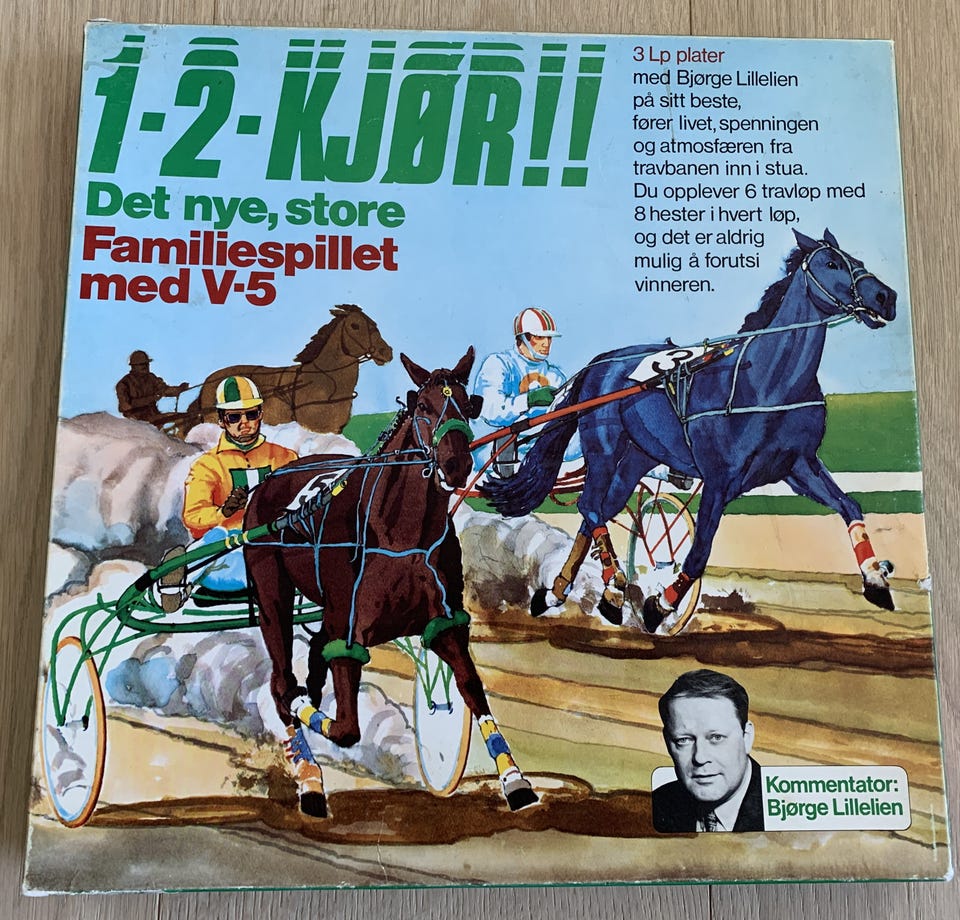 1-2-KJØR!!
Det nye, store
Familiespillet
med V-5
3 Lp plater
med Bjørge Lillelien
på sitt beste,
fører livet, spenningen
og atmosfæren fra
travbanen inn i stua.
Du opplever 6 travløp med
8 hester i hvert løp,
og det er aldrig
mulig å forutsi
vinneren.
3
Kommentator:
Bjørge Lillelien